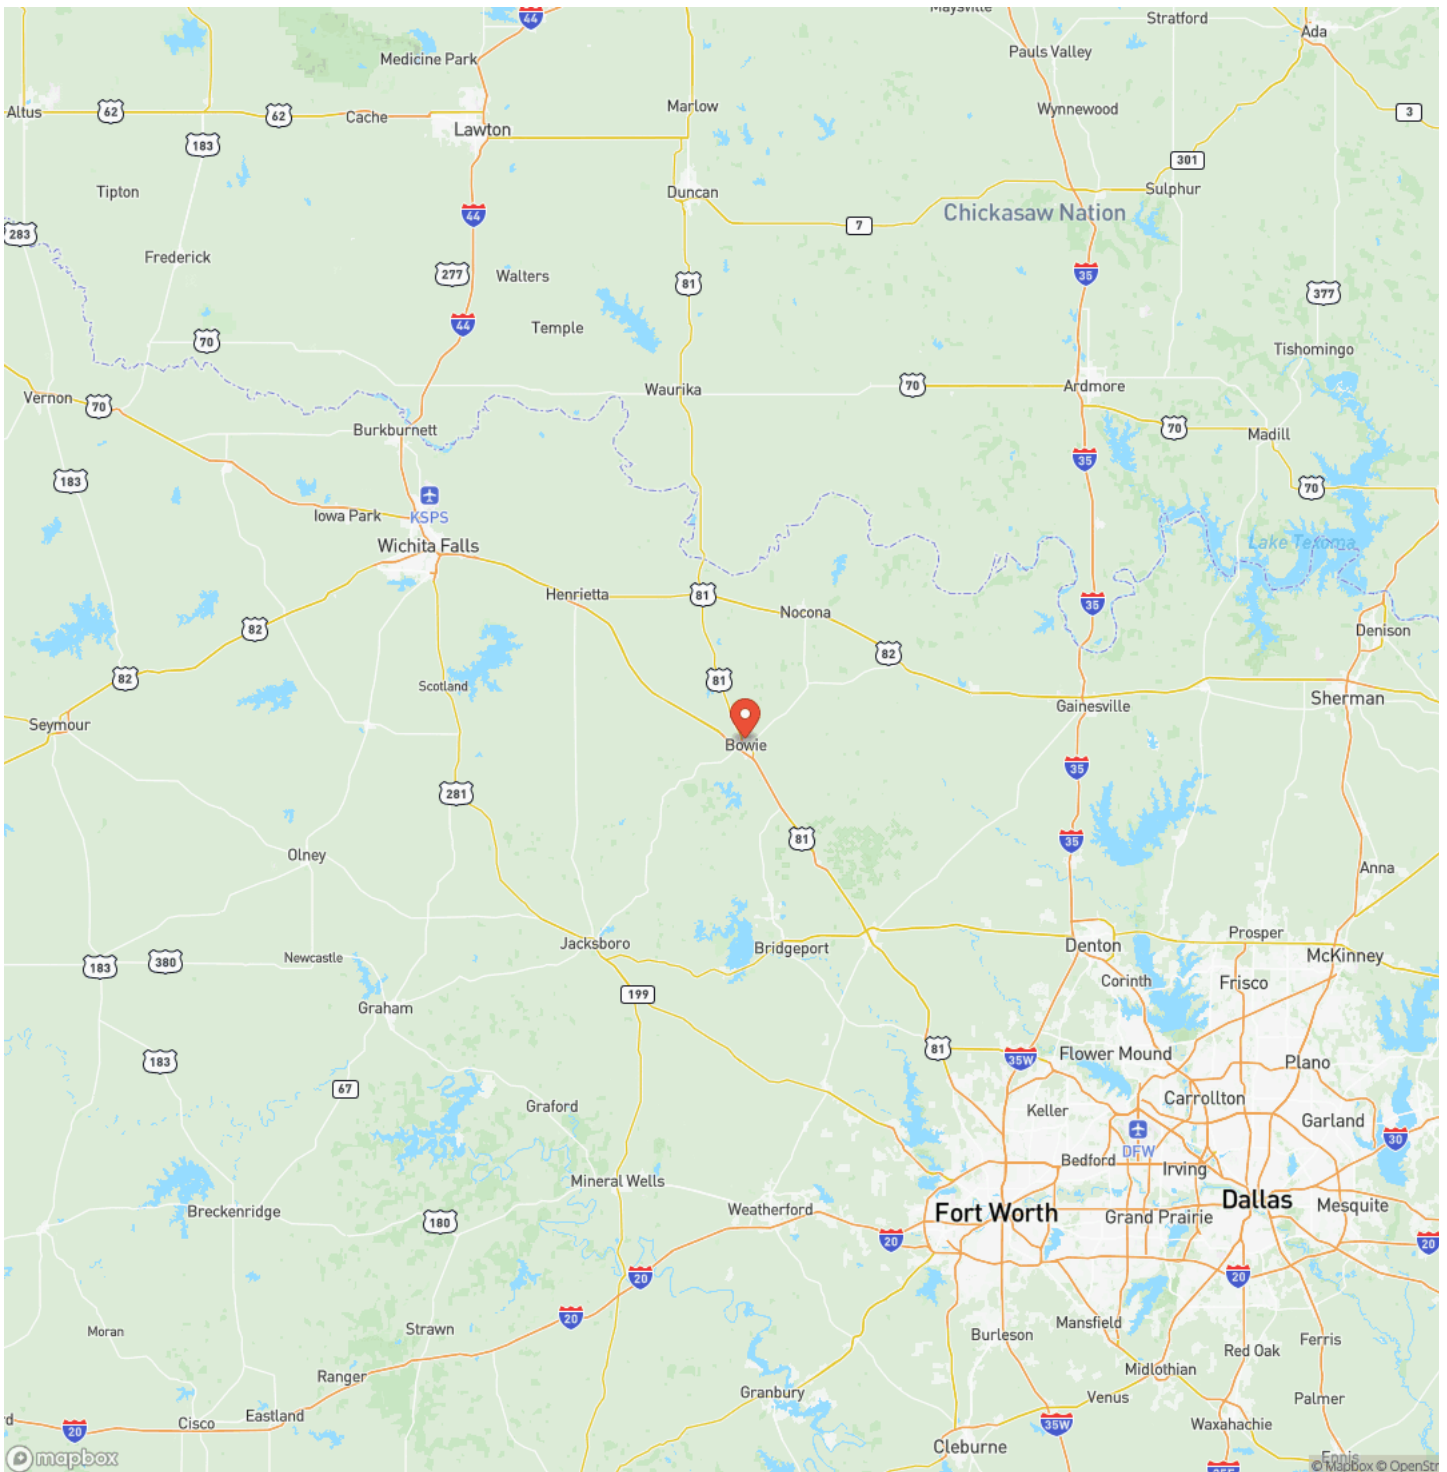 Maysville
Stratford
44
Ada
Pauls Valley
Medicine Park
Altus
62
62
Cache
Marlow
Wynnewood
3
Lawton
183
301
Tipton
Duncan
Sulphur
44
Chickasaw Nation
7
283
Frederick
277
Walters
35
81
377
44
Temple
70
Tishomingo
Vernon
70
Waurika
70
Ardmore
Burkburnett
70
Madill
183
35
70
KSPS
Iowa Park
Wichita Falls
Lake Texoma
Henrietta
81
Nocona
35
82
Denison
82
82
81
Scotland
Seymour
Gainesville
Sherman
Bowie
35
281
81
35
Olney
Anna
Jacksboro
Bridgeport
Denton
Prosper
McKinney
183
380
Newcastle
Corinth
Frisco
199
Graham
81
35W
Flower Mound
Plano
183
67
Carrollton
Graford
Keller
Garland
30
DFW
Bedford
Irving
Mineral Wells
Breckenridge
Weatherford
Fort Worth
Grand Prairie
Dallas
Mesquite
180
20
20
20
20
20
Moran
Strawn
Mansfield
Burleson
Ferris
Red Oak
Ranger
Midlothian
Granbury
Venus
Palmer
Cisco
Eastland
20
35W
Waxahachie
Cleburne
Ennis
mapbox
© Mapbox © OpenStr
35E